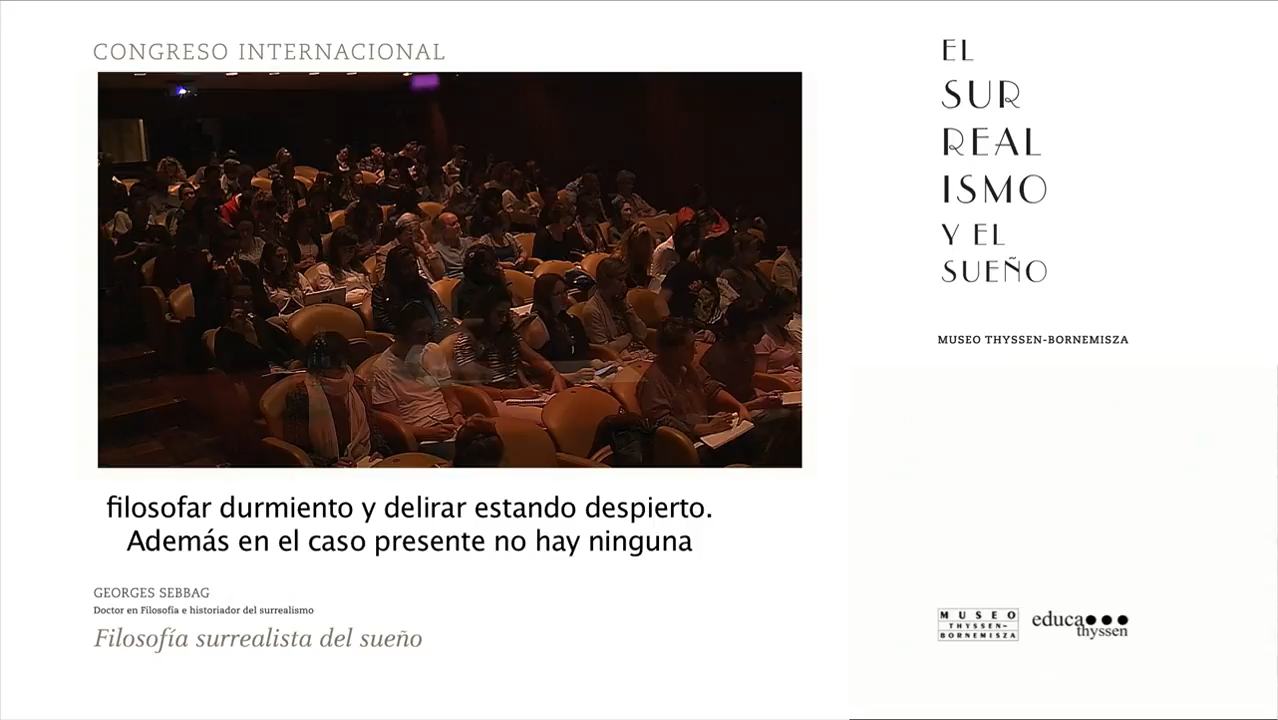 CONGRESO INTERNACIONAL
EL
SUR
REAL
ISMO
Y EL
SUEÑO
MUSEO THYSSEN-BORNEMISZA
filosofar durmiento y delirar estando despierto.
Además en el caso presente no hay ninguna
GEORGES SEBBAG
Doctor en Filosofía e historiador del surrealismo
Filosofía surrealista del sueño
MUSEO
THYSSEN-
BORNEMISZA
educa
thyssen